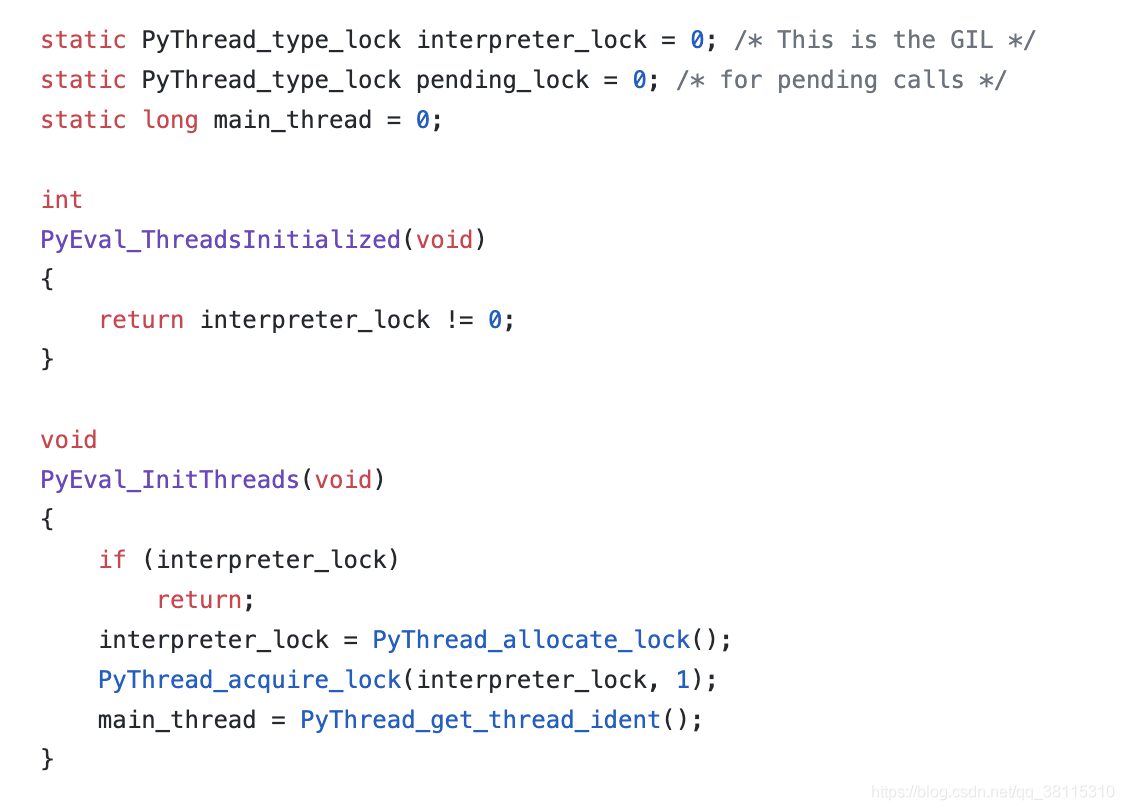 static PyThread_type_lock interpreter_lock = 0; /* This is the GIL */
static PyThread_type_lock pending_lock = 0; /* for pending calls */
static long main_thread = 0;

int
PyEval_ThreadsInitialized(void)
{
    return interpreter_lock != 0;
}

void
PyEval_InitThreads(void)
{
    if (interpreter_lock)
        return;
    interpreter_lock = PyThread_allocate_lock();
    PyThread_acquire_lock(interpreter_lock, 1);
    main_thread = PyThread_get_thread_ident();
}
https://blog.csdn.net/qq_38115310